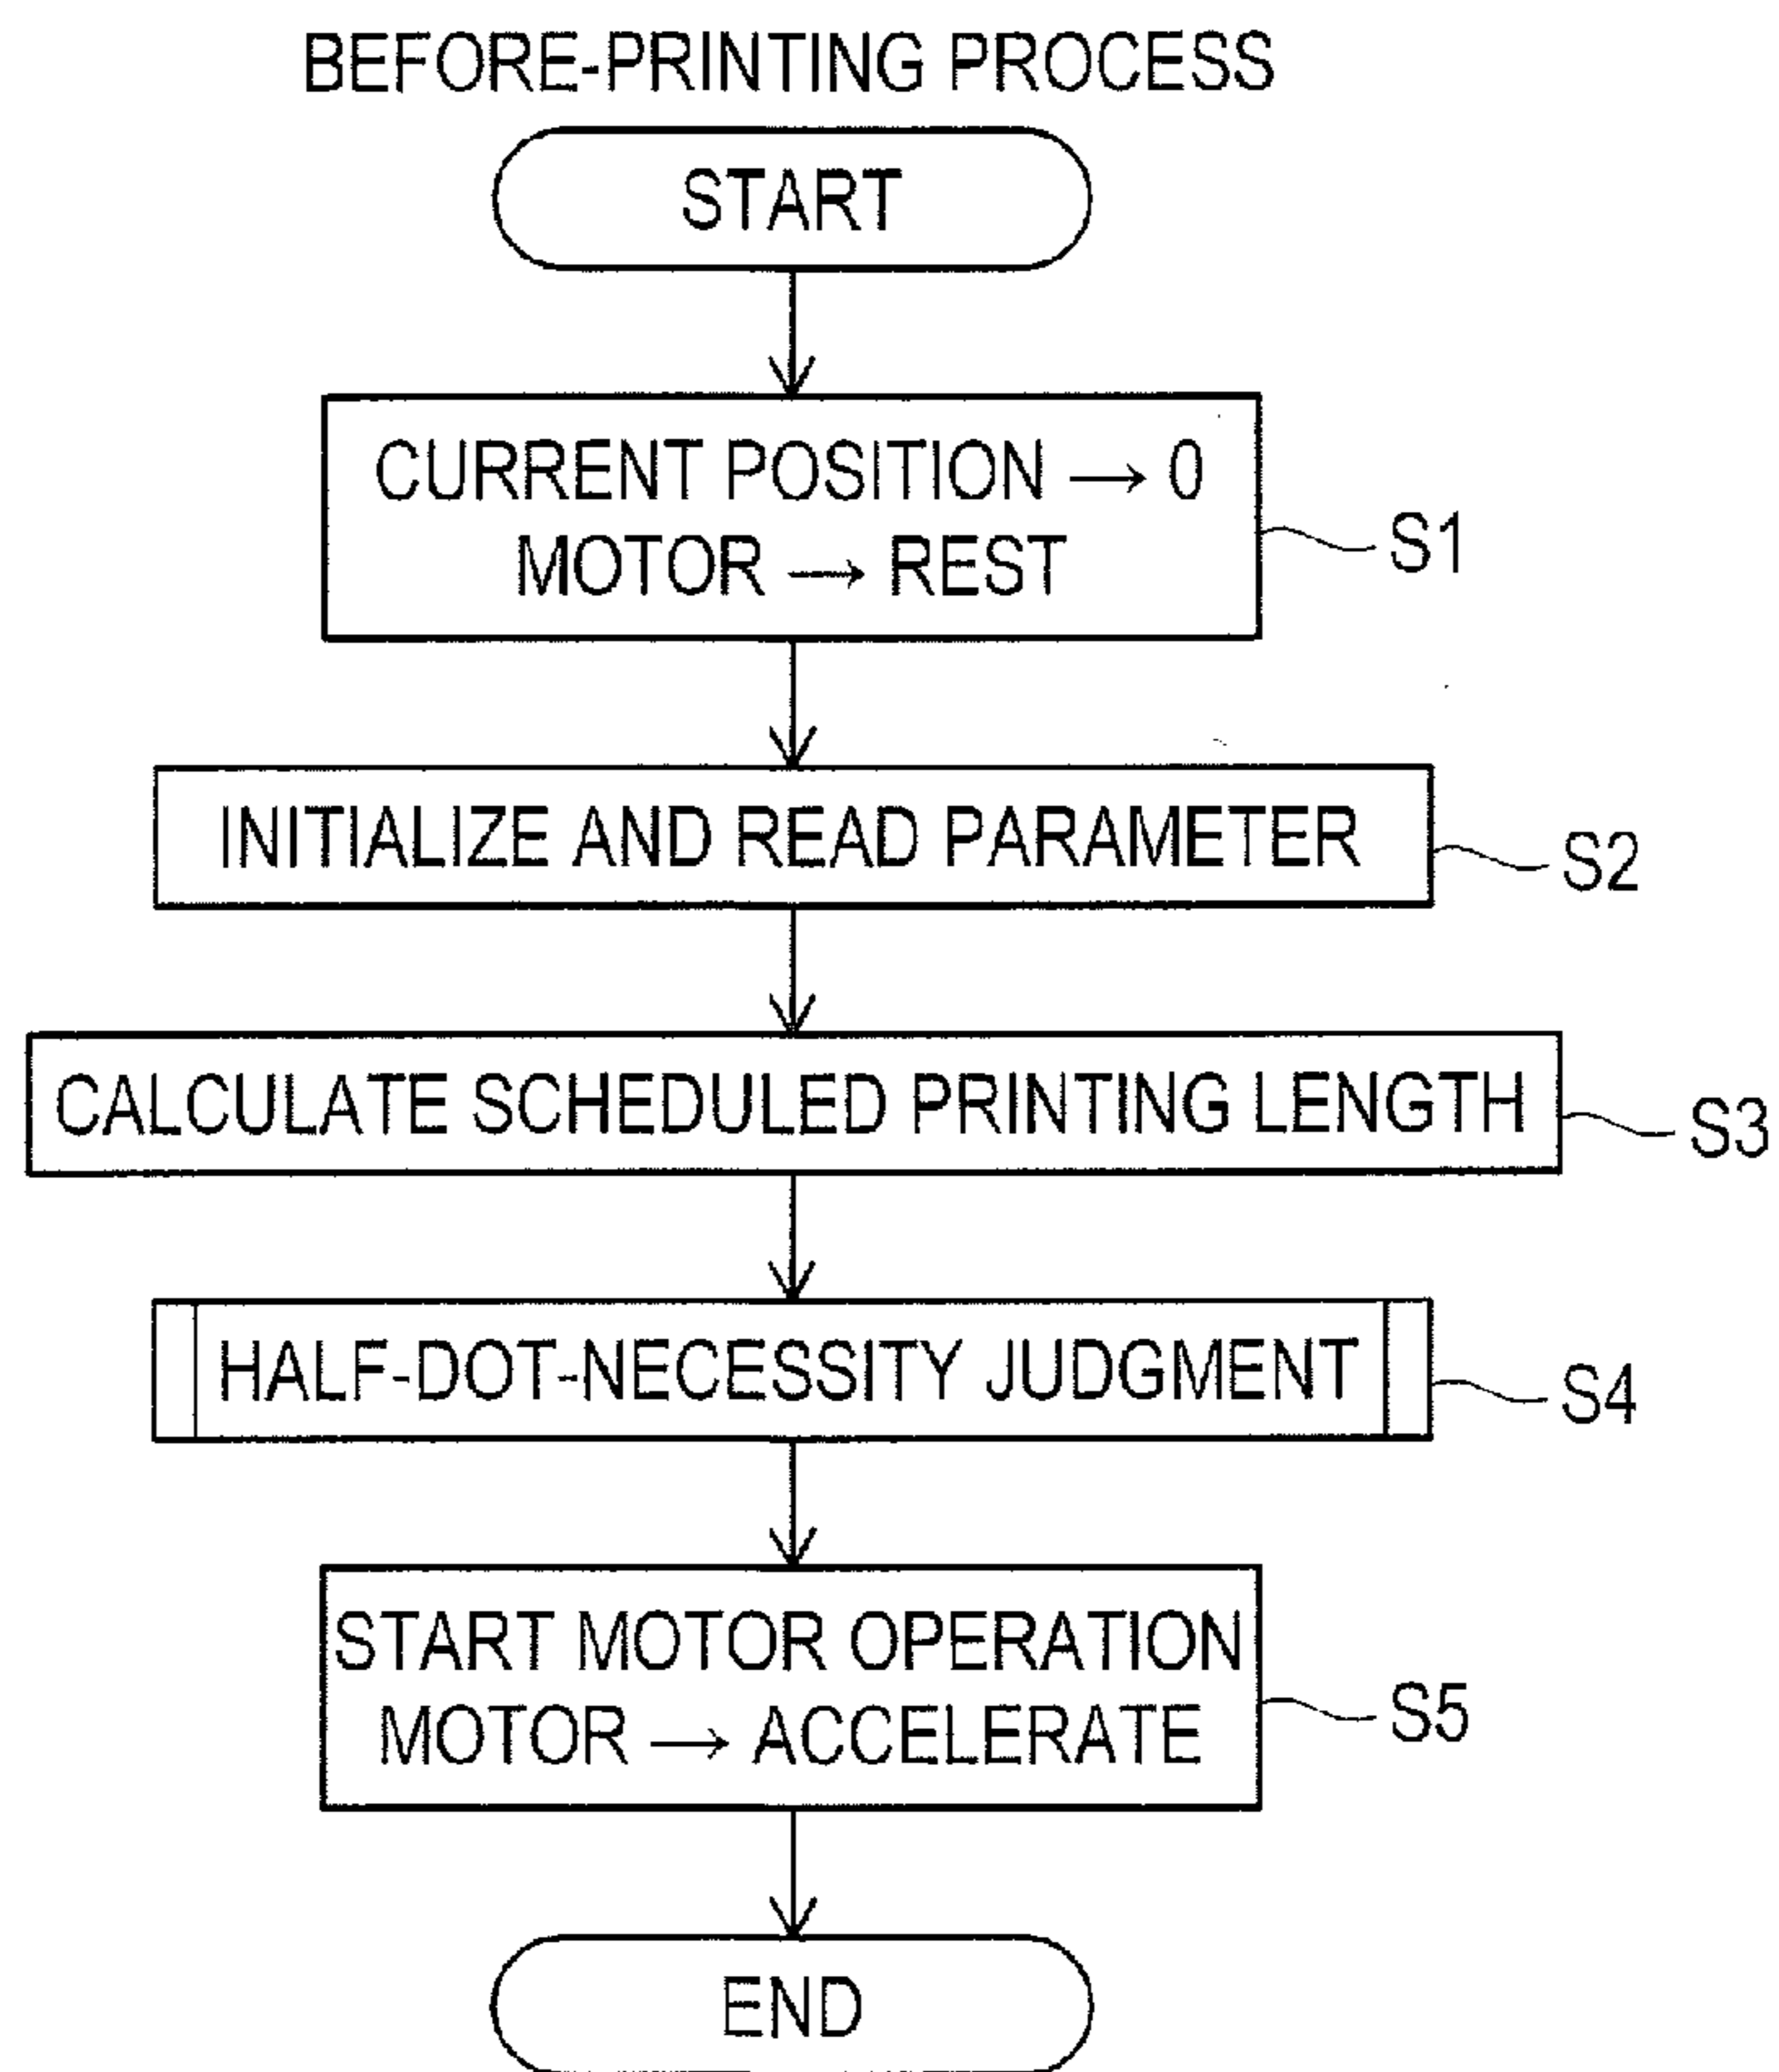 BEFORE-PRINTING PROCESS
START
CURRENT POSITION → 0
MOTOR → REST
S1
INITIALIZE AND READ PARAMETER
S2
CALCULATE SCHEDULED PRINTING LENGTH
S3
HALF-DOT-NECESSITY JUDGMENT
S4
START MOTOR OPERATION
MOTOR → ACCELERATE
S5
END